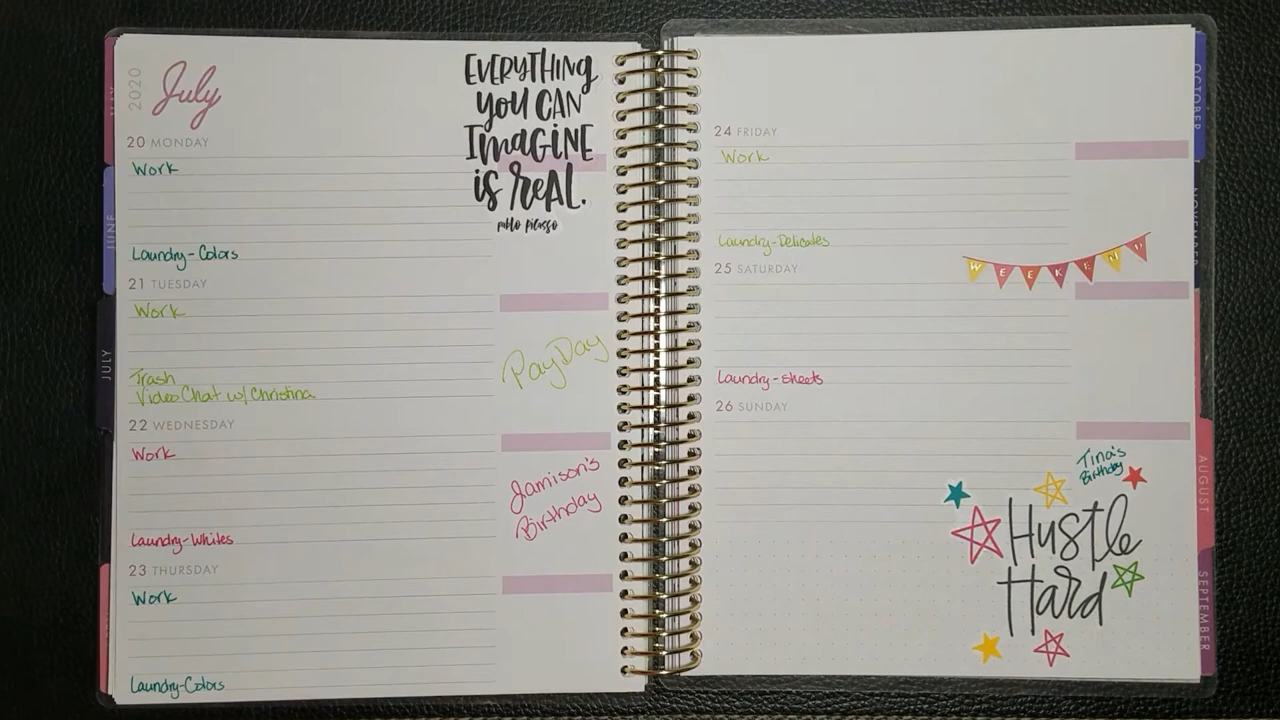 2020
July
EVERYTHING
you CAN
ImaGINE
is REAL.
pablo picasso
20 MONDAY
Work
Laundry-Colors
21 TUESDAY
Work
Trash
Video Chat w/ Christina
PayDay
22 WEDNESDAY
Work
Laundry-Whites
Jamison's
Birthday
23 THURSDAY
Work
Laundry-Colors
24 FRIDAY
Work
Laundry-Delicates
25 SATURDAY
WEEKEND
Laundry-sheets
26 SUNDAY
Tina's
Birthday
Hustle
Hard
JUNE
JULY
OCTOBER
NOVEMBER
AUGUST
SEPTEMBER